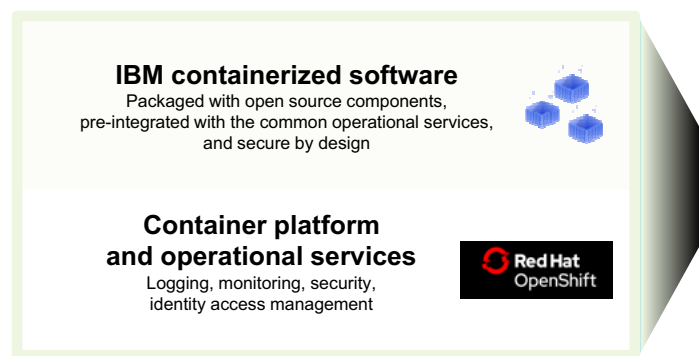 IBM containerized software
Packaged with open source components,
pre-integrated with the common operational services,
and secure by design
Container platform
and operational services
Logging, monitoring, security,
identity access management
Red Hat
OpenShift